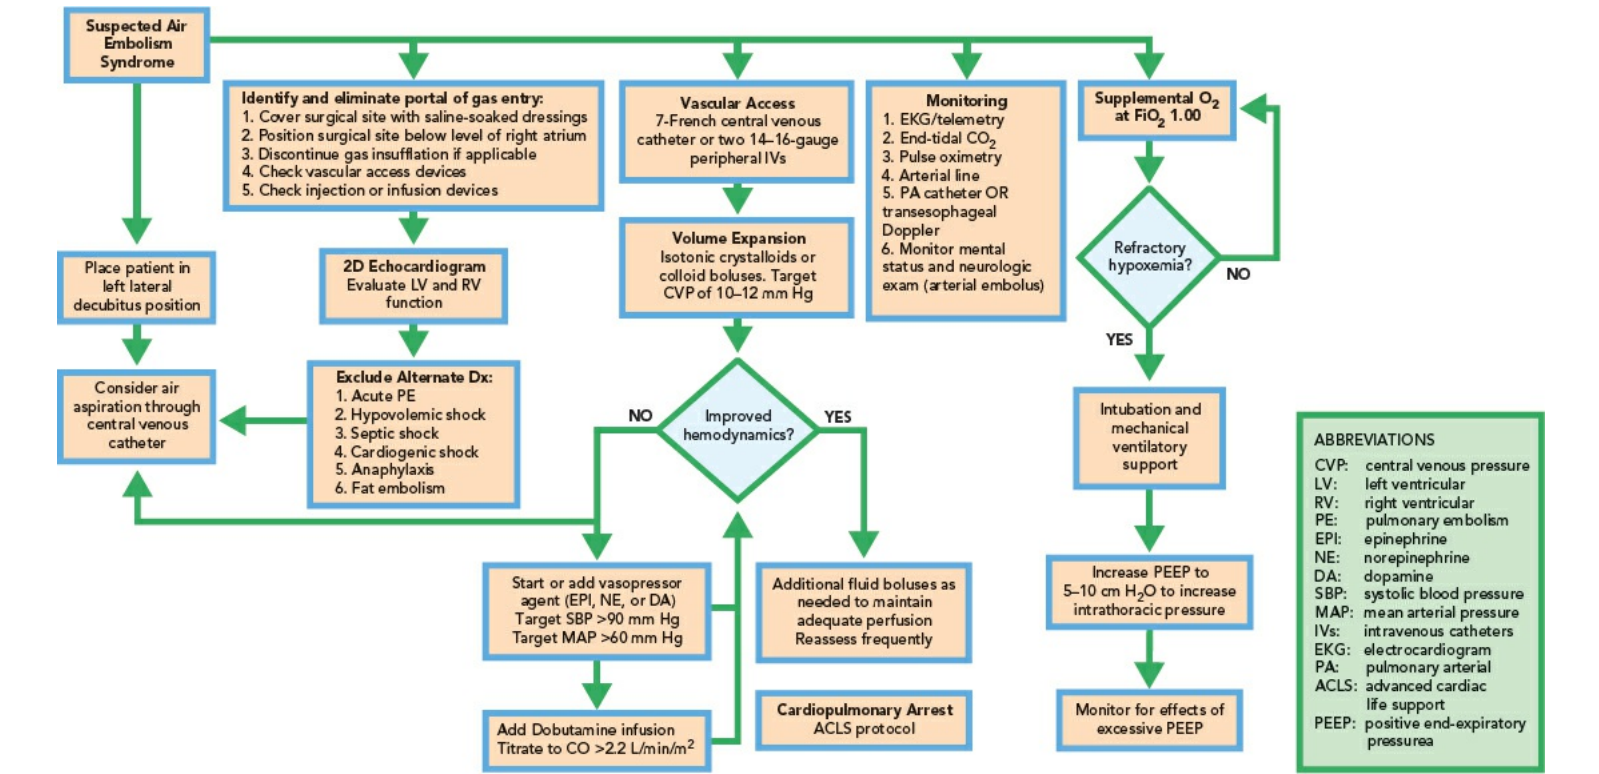 Suspected Air
Embolism
Syndrome
Identify and eliminate portal of gas entry:
1. Cover surgical site with saline-soaked dressings
2. Position surgical site below level of right atrium
3. Discontinue gas insufflation if applicable
4. Check vascular access devices
5. Check injection or infusion devices
Vascular Access
7-French central venous
catheter or two 14–16-gauge
peripheral IVs
Monitoring
1. EKG/telemetry
2. End-tidal CO2
3. Pulse oximetry
4. Arterial line
5. PA catheter OR
transesophageal
Doppler
6. Monitor mental
status and neurologic
exam (arterial embolus)
Supplemental O2
at FiO2 1.00
Place patient in
left lateral
decubitus position
2D Echocardiogram
Evaluate LV and RV
function
Volume Expansion
Isotonic crystalloids or
colloid boluses. Target
CVP of 10–12 mm Hg
Refractory
hypoxemia?
NO
YES
Consider air
aspiration through
central venous
catheter
Exclude Alternate Dx:
1. Acute PE
2. Hypovolemic shock
3. Septic shock
4. Cardiogenic shock
5. Anaphylaxis
6. Fat embolism
NO
Improved
hemodynamics?
YES
Intubation and
mechanical
ventilatory
support
Start or add vasopressor
agent (EPI, NE, or DA)
Target SBP >90 mm Hg
Target MAP >60 mm Hg
Additional fluid boluses as
needed to maintain
adequate perfusion
Reassess frequently
Increase PEEP to
5–10 cm H2O to increase
intrathoracic pressure
Add Dobutamine infusion
Titrate to CO >2.2 L/min/m2
Cardiopulmonary Arrest
ACLS protocol
Monitor for effects of
excessive PEEP
ABBREVIATIONS
CVP: central venous pressure
LV: left ventricular
RV: right ventricular
PE: pulmonary embolism
EPI: epinephrine
NE: norepinephrine
DA: dopamine
SBP: systolic blood pressure
MAP: mean arterial pressure
IVs: intravenous catheters
EKG: electrocardiogram
PA: pulmonary arterial
ACLS: advanced cardiac
life support
PEEP: positive end-expiratory
pressurea